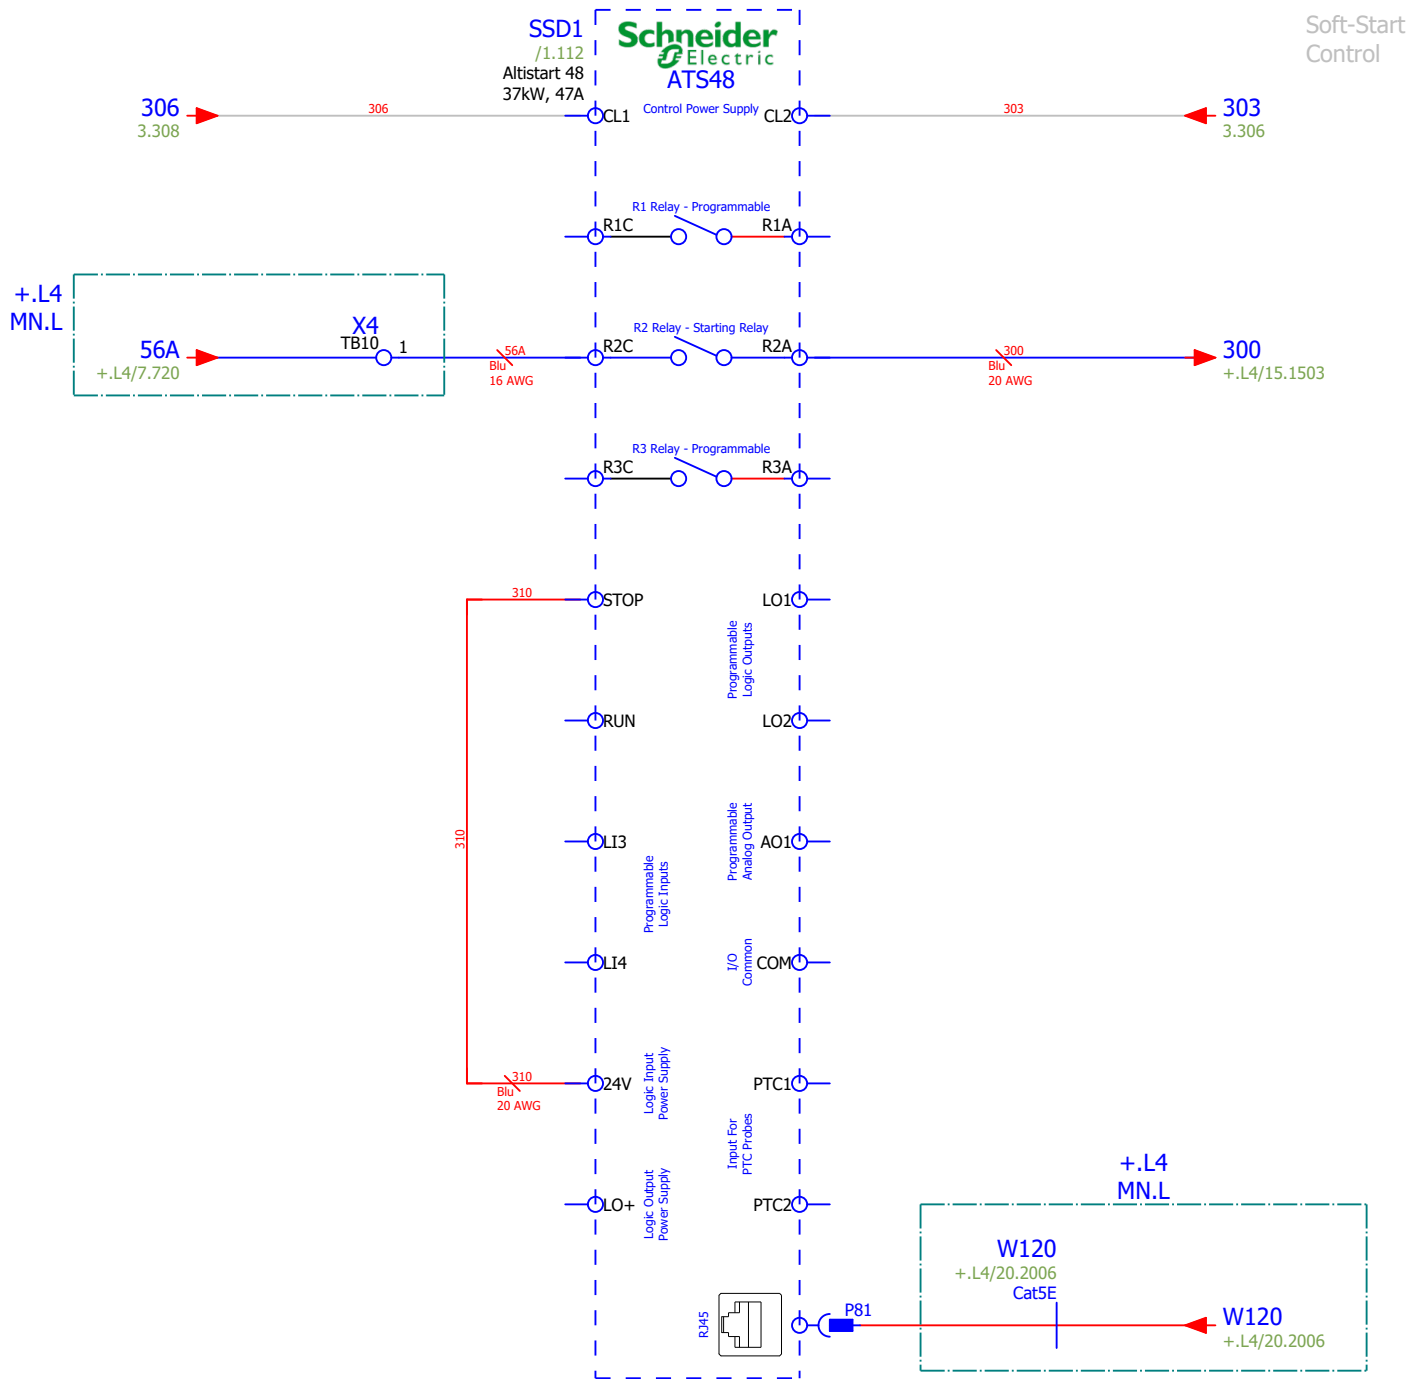 Soft-Start
Control
SSD1
/1.112
Altistart 48
37kW, 47A
Schneider
Electric
ATS48
306
3.308
306
CL1
Control Power Supply
CL2
303
303
3.306
R1 Relay - Programmable
R1C
R1A
+.L4
MN.L
56A
+.L4/7.720
X4
TB10
1
56A
Blu
16 AWG
R2 Relay - Starting Relay
R2C
R2A
300
Blu
20 AWG
300
+.L4/15.1503
R3 Relay - Programmable
R3C
R3A
310
STOP
LO1
Programmable
Logic Outputs
RUN
LO2
310
LI3
Programmable
Logic Inputs
Programmable
Analog Output
AO1
LI4
I/O
Common
COM
310
Blu
20 AWG
24V
Logic Input
Power Supply
PTC1
Input For
PTC Probes
LO+
Logic Output
Power Supply
PTC2
+.L4
MN.L
W120
+.L4/20.2006
Cat5E
RJ45
P81
W120
+.L4/20.2006